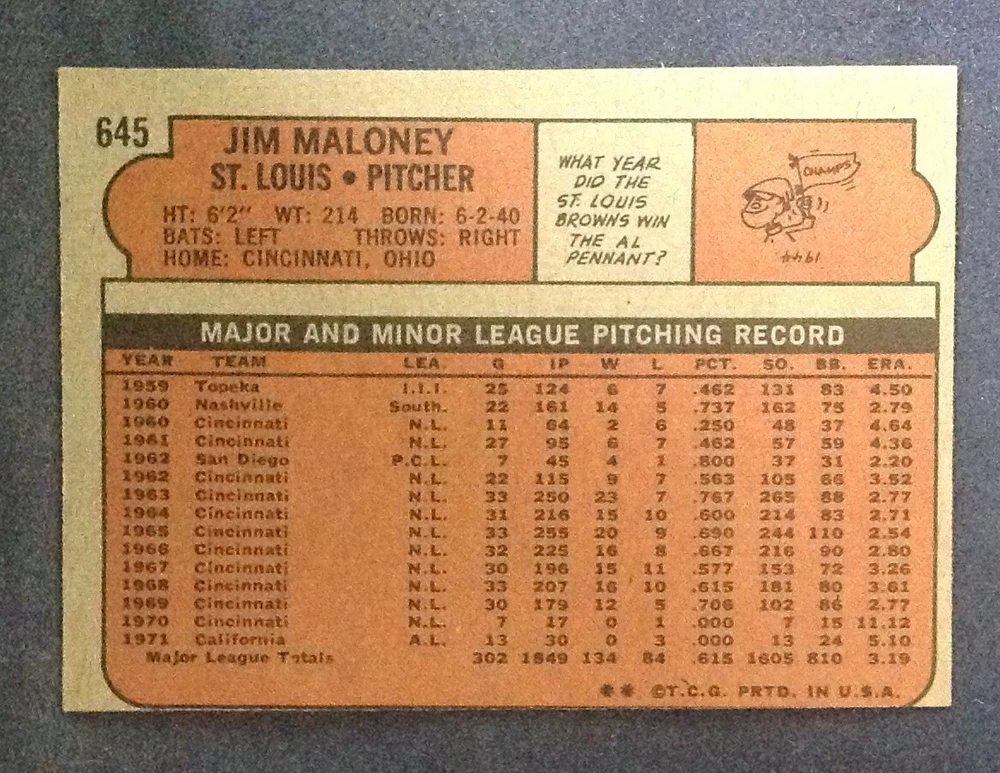 645
JIM MALONEY
ST. LOUIS • PITCHER
HT: 6'2" WT: 214 BORN: 6-2-40
BATS: LEFT THROWS: RIGHT
HOME: CINCINNATI, OHIO
WHAT YEAR
DID THE
ST. LOUIS
BROWNS WIN
THE AL
PENNANT?
CHAMPS
1944
MAJOR AND MINOR LEAGUE PITCHING RECORD
YEAR TEAM LEA. G IP W L PCT. SO. BB. ERA.
1959 Topeka I.I.I. 25 124 6 7 .462 131 83 4.50
1960 Nashville South. 22 161 14 5 .737 162 75 2.79
1960 Cincinnati N.L. 11 64 2 6 .250 48 37 4.64
1961 Cincinnati N.L. 27 95 6 7 .462 57 59 4.36
1962 San Diego P.C.L. 7 45 4 1 .800 37 31 2.20
1962 Cincinnati N.L. 22 115 9 7 .563 105 66 3.52
1963 Cincinnati N.L. 33 250 23 7 .767 265 88 2.77
1964 Cincinnati N.L. 31 216 15 10 .600 214 83 2.71
1965 Cincinnati N.L. 33 255 20 9 .690 244 110 2.54
1966 Cincinnati N.L. 32 225 16 8 .667 216 90 2.80
1967 Cincinnati N.L. 30 196 15 11 .577 153 72 3.26
1968 Cincinnati N.L. 33 207 16 10 .615 181 80 3.61
1969 Cincinnati N.L. 30 179 12 5 .706 102 86 2.77
1970 Cincinnati N.L. 7 17 0 1 .000 7 15 11.12
1971 California A.L. 13 30 0 3 .000 13 24 5.10
Major League Totals 302 1849 134 84 .615 1605 810 3.19
** ©T.C.G. PRTD. IN U.S.A.